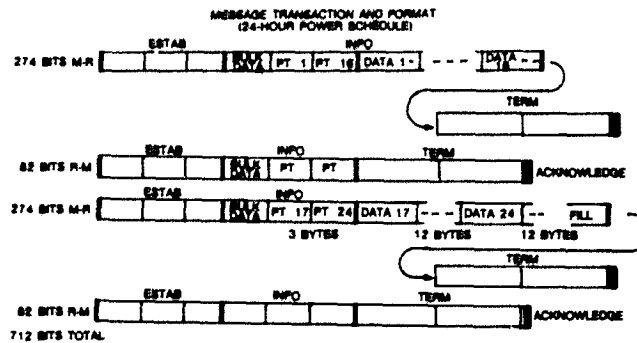 MESSAGE TRANSACTION AND FORMAT
(24-HOUR POWER SCHEDULE)
ESTAB INFO
274 BITS M-R BULK DATA PT 1 PT 16 DATA 1- DATA 16
TERM
ESTAB INFO TERM
82 BITS R-M BULK DATA PT PT ACKNOWLEDGE
ESTAB INFO
274 BITS M-R BULK DATA PT 17 PT 24 DATA 17 DATA 24 FILL
3 BYTES 12 BYTES 12 BYTES
TERM
ESTAB INFO TERM
82 BITS R-M ACKNOWLEDGE
712 BITS TOTAL